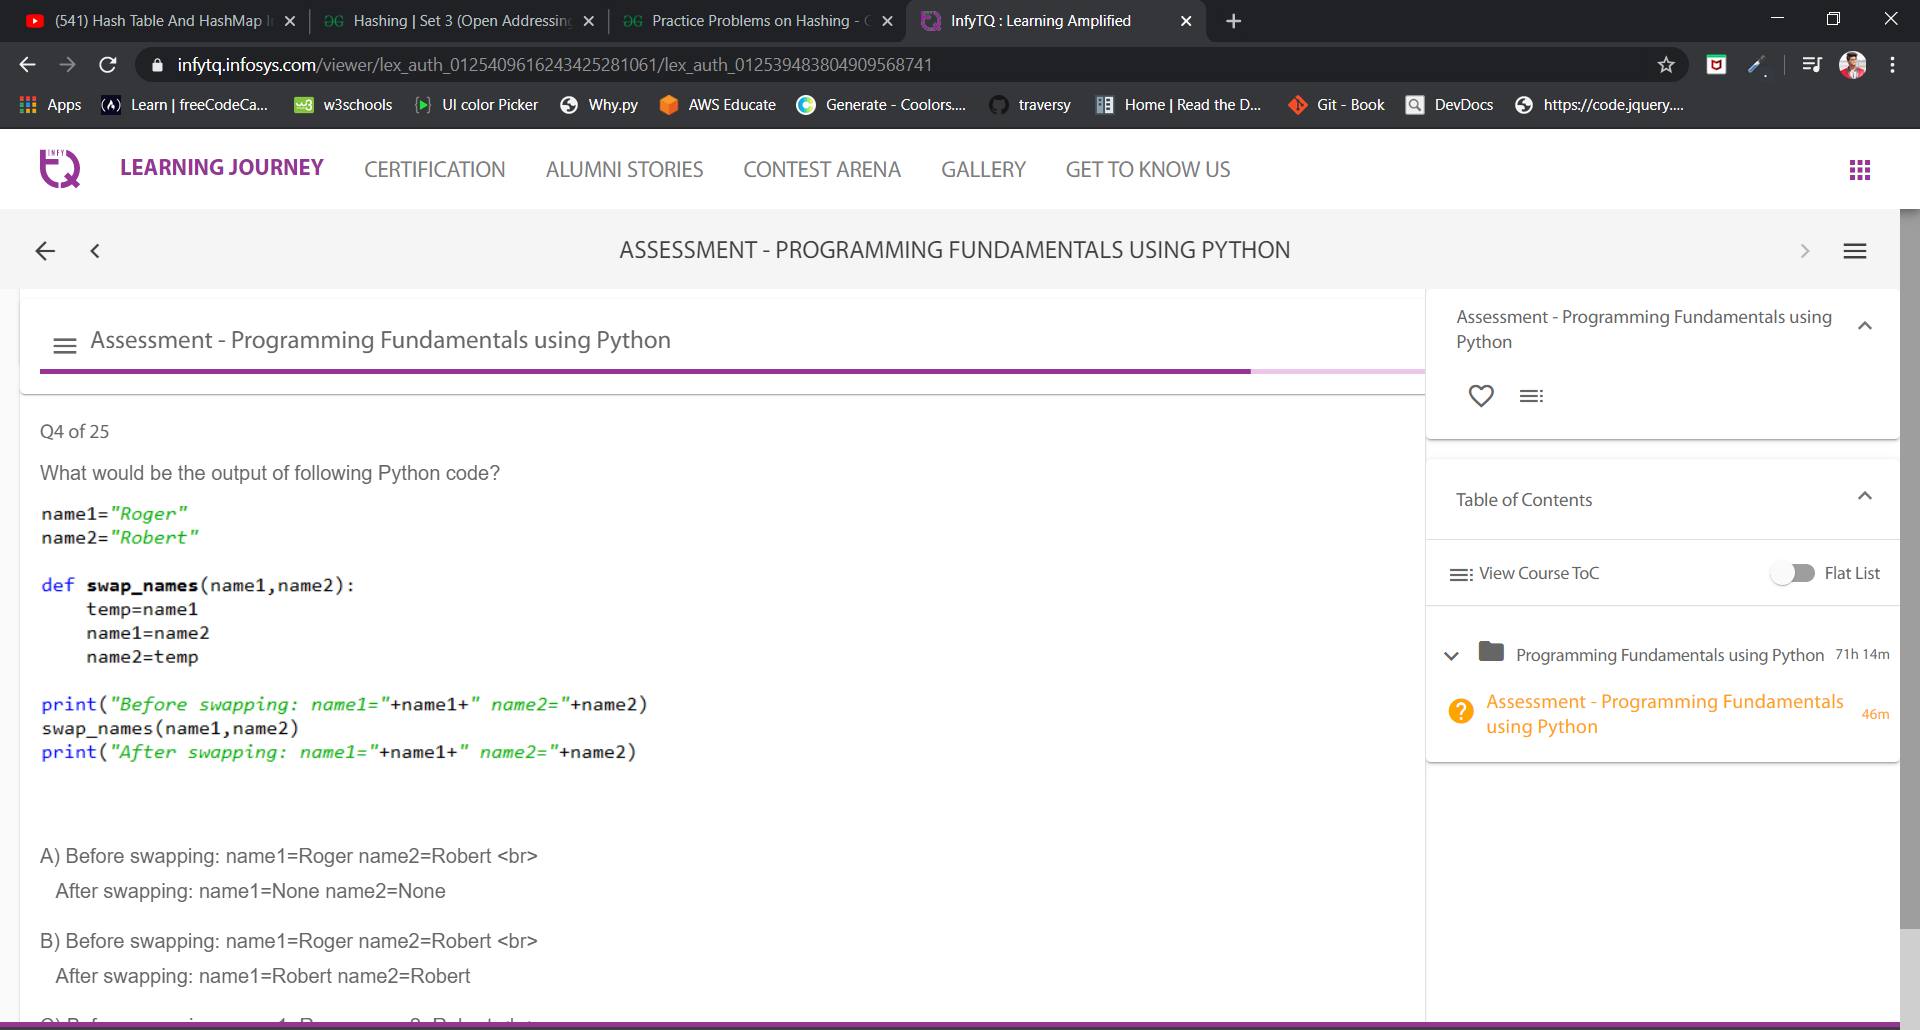 (541) Hash Table And HashMap I
Hashing | Set 3 (Open Addressing
Practice Problems on Hashing - G
InfyTQ : Learning Amplified
infytq.infosys.com/viewer/lex_auth_0125409616243425281061/lex_auth_012539483804909568741
Apps
Learn | freeCodeCa...
w3schools
UI color Picker
Why.py
AWS Educate
Generate - Coolors....
traversy
Home | Read the D...
Git - Book
DevDocs
https://code.jquery....
INFY TQ
LEARNING JOURNEY
CERTIFICATION
ALUMNI STORIES
CONTEST ARENA
GALLERY
GET TO KNOW US
ASSESSMENT - PROGRAMMING FUNDAMENTALS USING PYTHON
Assessment - Programming Fundamentals using Python
Q4 of 25
What would be the output of following Python code?
name1="Roger"
name2="Robert"
def swap_names(name1,name2):
    temp=name1
    name1=name2
    name2=temp
print("Before swapping: name1="+name1+" name2="+name2)
swap_names(name1,name2)
print("After swapping: name1="+name1+" name2="+name2)
A) Before swapping: name1=Roger name2=Robert <br>
After swapping: name1=None name2=None
B) Before swapping: name1=Roger name2=Robert <br>
After swapping: name1=Robert name2=Robert
Assessment - Programming Fundamentals using
Python
Table of Contents
View Course ToC
Flat List
Programming Fundamentals using Python 71h 14m
Assessment - Programming Fundamentals
using Python
46m